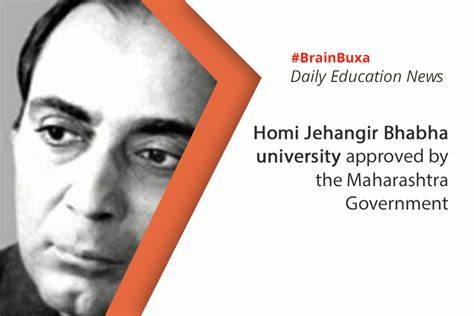 #BrainBuxa
Daily Education News
Homi Jehangir Bhabha
university approved by
the Maharashtra
Government